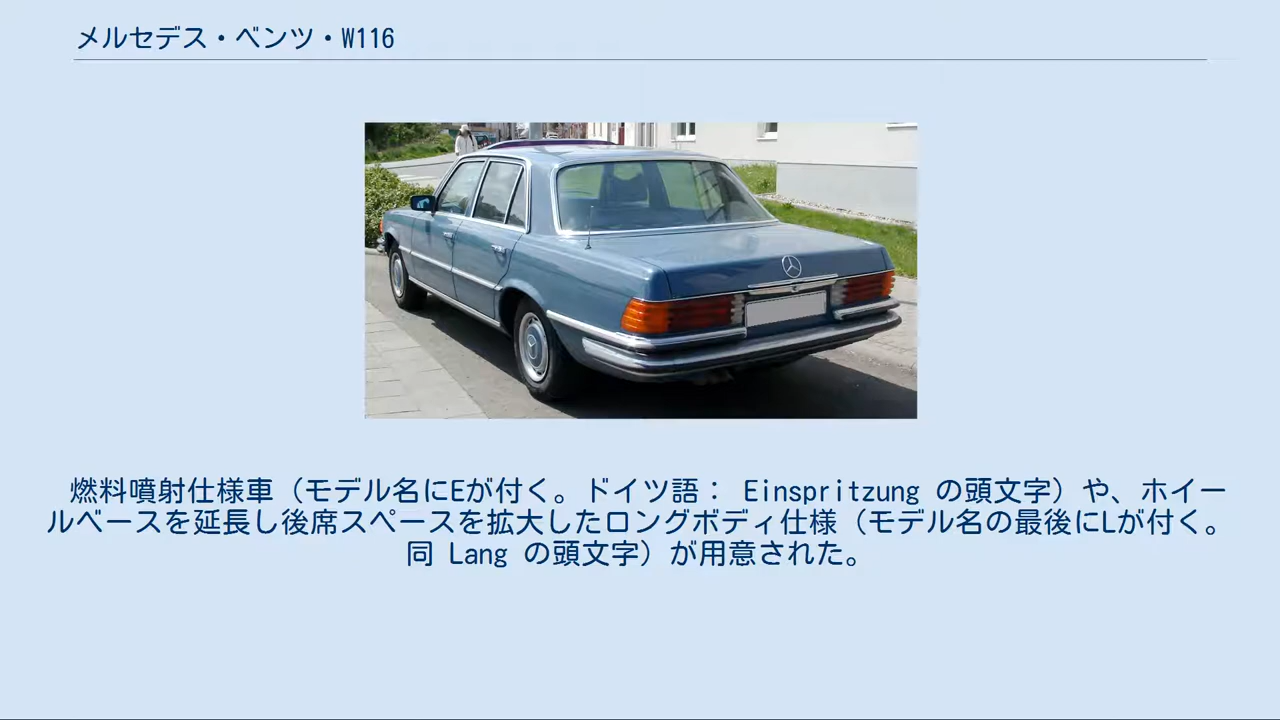 メルセデス・ベンツ・W116
燃料噴射仕様車（モデル名にEが付く。ドイツ語： Einspritzung の頭文字）や、ホイー
ルベースを延長し後席スペースを拡大したロングボディ仕様（モデル名の最後にLが付く。
同 Lang の頭文字）が用意された。